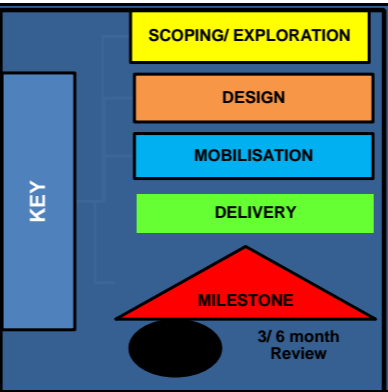 SCOPING/ EXPLORATION
DESIGN
MOBILISATION
KEY
DELIVERY
MILESTONE
3/ 6 month
Review